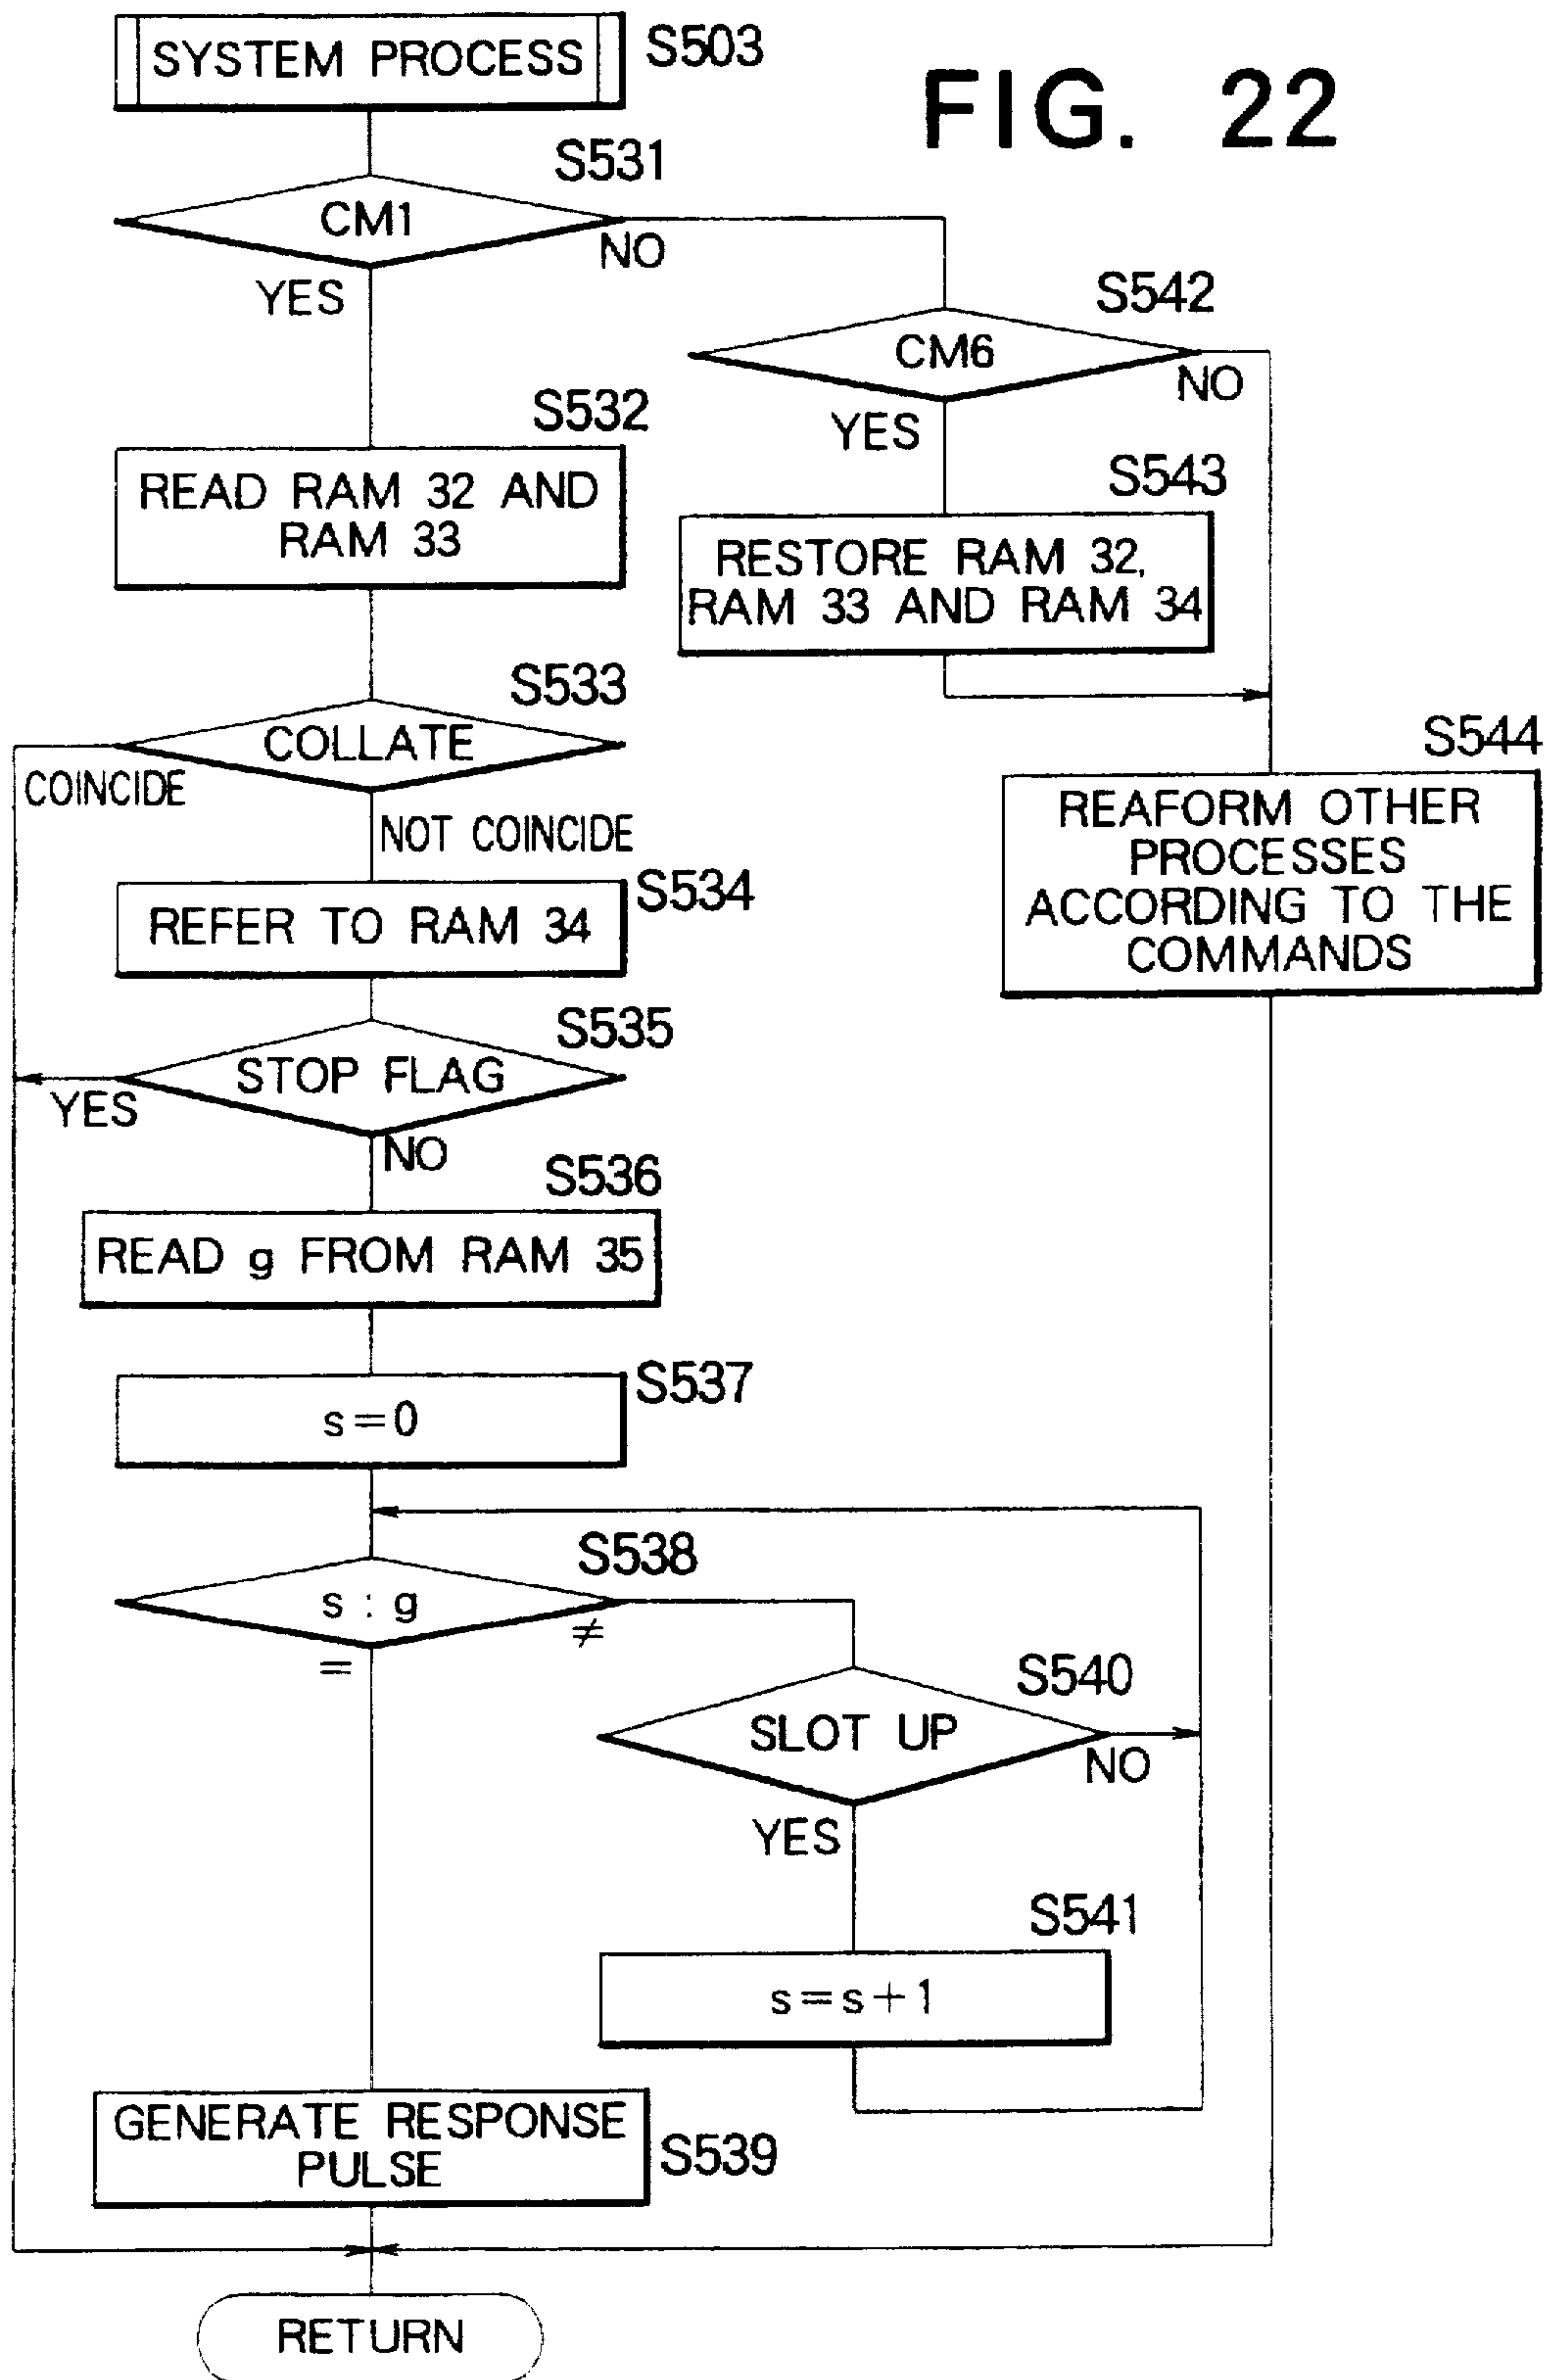 SYSTEM PROCESS
S503
FIG. 22
S531
CM1
NO
YES
S542
CM6
NO
YES
S532
READ RAM 32 AND
RAM 33
S543
RESTORE RAM 32,
RAM 33 AND RAM 34
S533
COLLATE
COINCIDE
NOT COINCIDE
S544
REAFORM OTHER
PROCESSES
ACCORDING TO THE
COMMANDS
S534
REFER TO RAM 34
S535
STOP FLAG
YES
NO
S536
READ g FROM RAM 35
S537
s=0
S538
s : g
≠
=
S540
SLOT UP
NO
YES
S541
s=s+1
GENERATE RESPONSE
PULSE
S539
RETURN